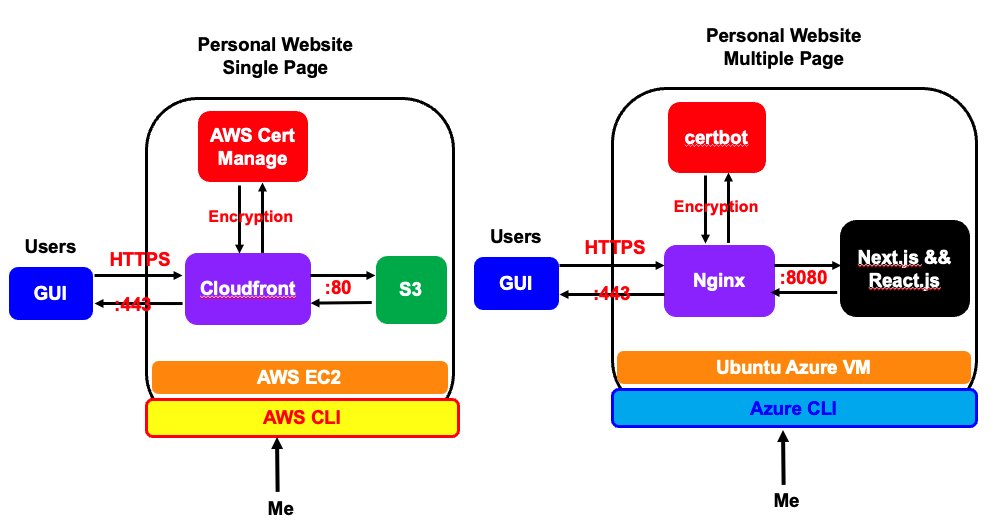 Personal Website
Single Page
AWS Cert
Manage
Encryption
Users
HTTPS
GUI
:443
Cloudfront
:80
S3
AWS EC2
AWS CLI
Me
Personal Website
Multiple Page
certbot
Encryption
Users
HTTPS
GUI
:443
Nginx
:8080
Next.js &&
React.js
Ubuntu Azure VM
Azure CLI
Me